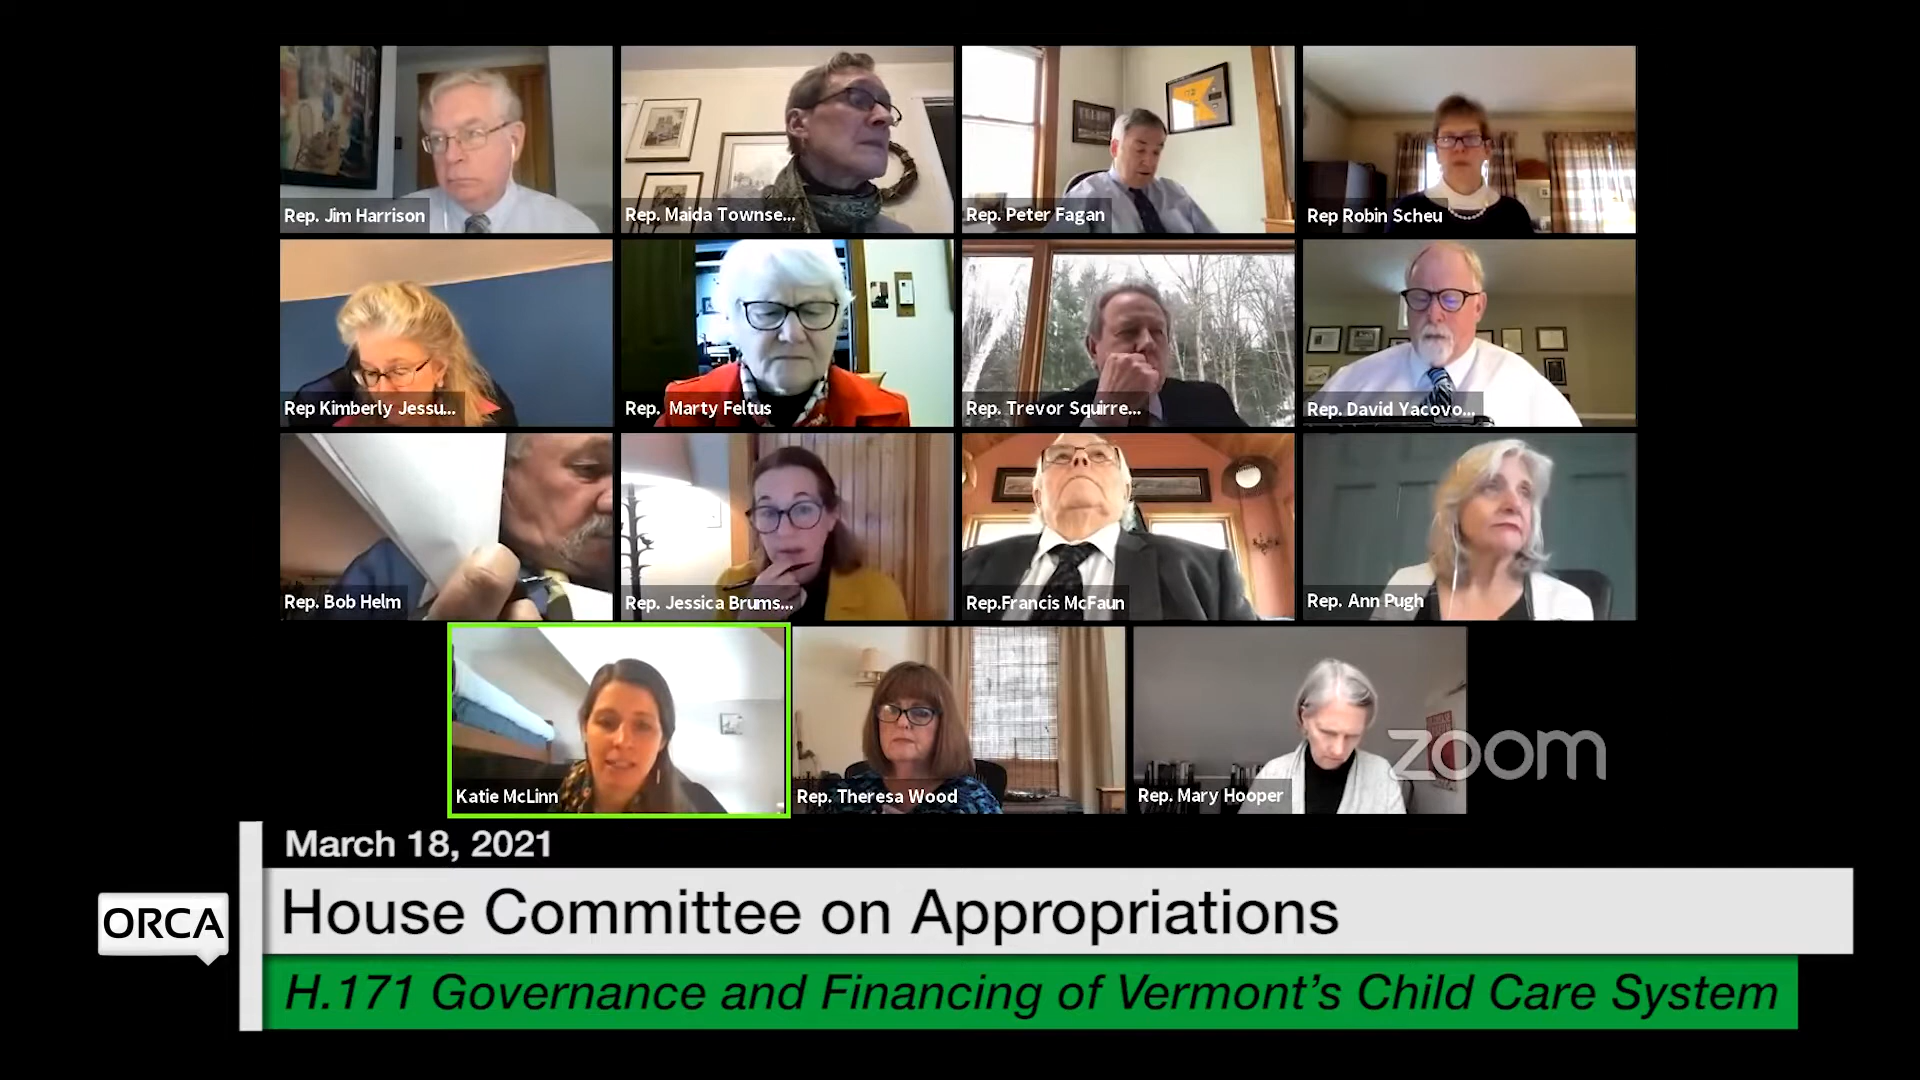 Rep. Jim Harrison
Rep. Maida Townse...
Rep. Peter Fagan
Rep Robin Scheu
Rep Kimberly Jessu...
Rep. Marty Feltus
Rep. Trevor Squirre...
Rep. David Yacovo...
Rep. Bob Helm
Rep. Jessica Brums...
Rep.Francis McFaun
Rep. Ann Pugh
Katie McLinn
Rep. Theresa Wood
Rep. Mary Hooper
zoom
March 18, 2021
ORCA
House Committee on Appropriations
H.171 Governance and Financing of Vermont's Child Care System